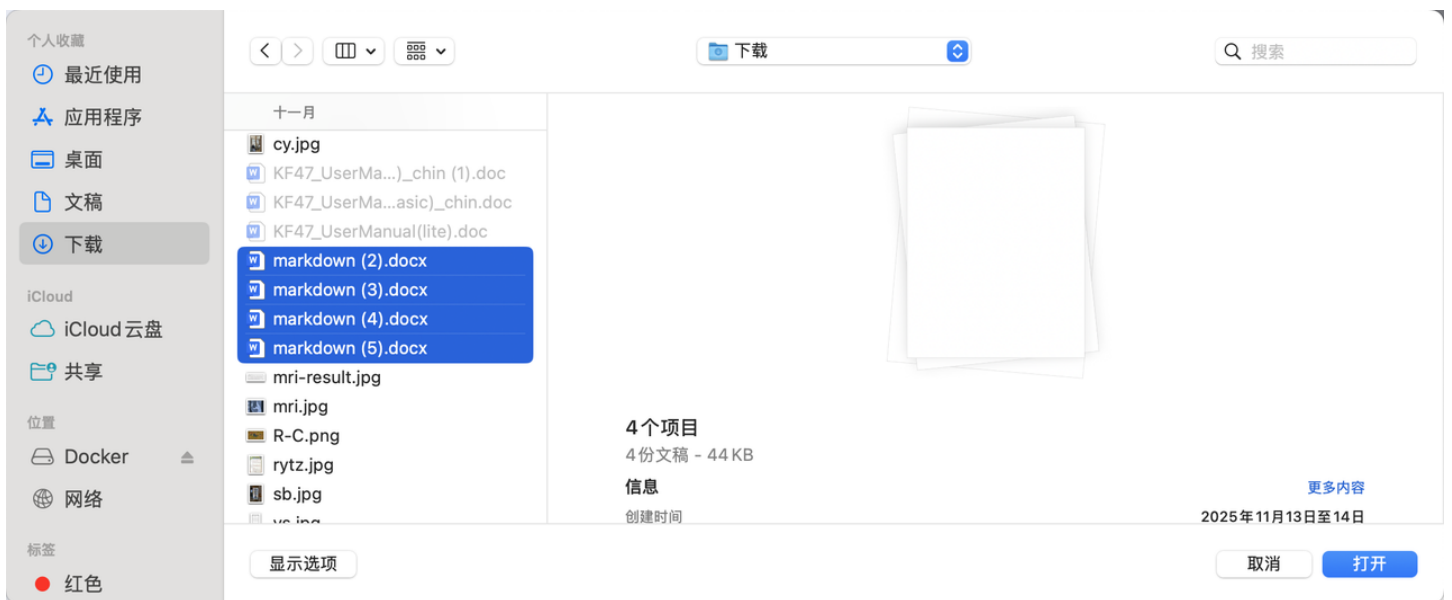 个人收藏
最近使用
应用程序
桌面
文稿
下载
iCloud
iCloud云盘
共享
位置
Docker
网络
标签
红色
下载
搜索
十一月
cy.jpg
KF47_UserMa...)_chin (1).doc
KF47_UserMa...asic)_chin.doc
KF47_UserManual(lite).doc
markdown (2).docx
markdown (3).docx
markdown (4).docx
markdown (5).docx
mri-result.jpg
mri.jpg
R-C.png
rytz.jpg
sb.jpg
4个项目
4份文稿 - 44 KB
信息
更多内容
创建时间
2025年11月13日至14日
显示选项
取消
打开